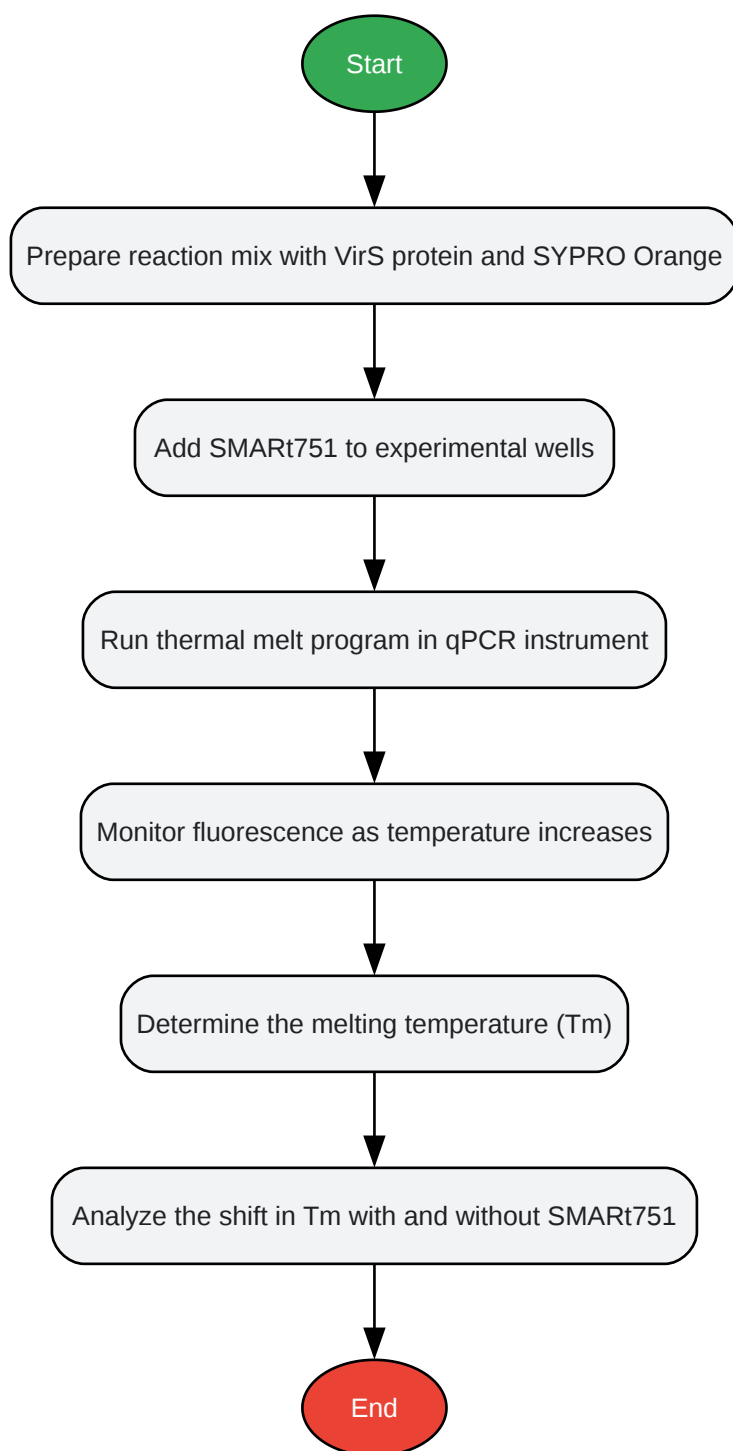 Start
Prepare reaction mix with VirS protein and SYPRO Orange
Add SMARt751 to experimental wells
Run thermal melt program in qPCR instrument
Monitor fluorescence as temperature increases
Determine the melting temperature (Tm)
Analyze the shift in Tm with and without SMARt751
End